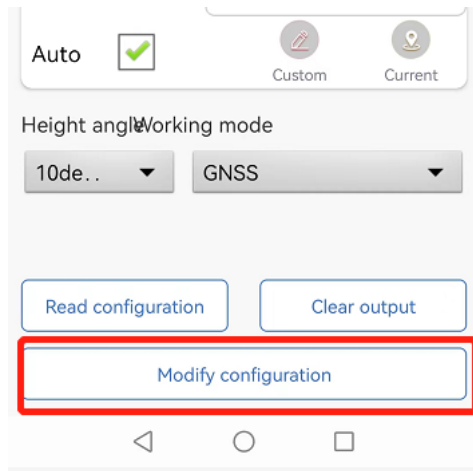 Auto
Custom Current
Height angleWorking mode
10de.. GNSS
Read configuration Clear output
Modify configuration